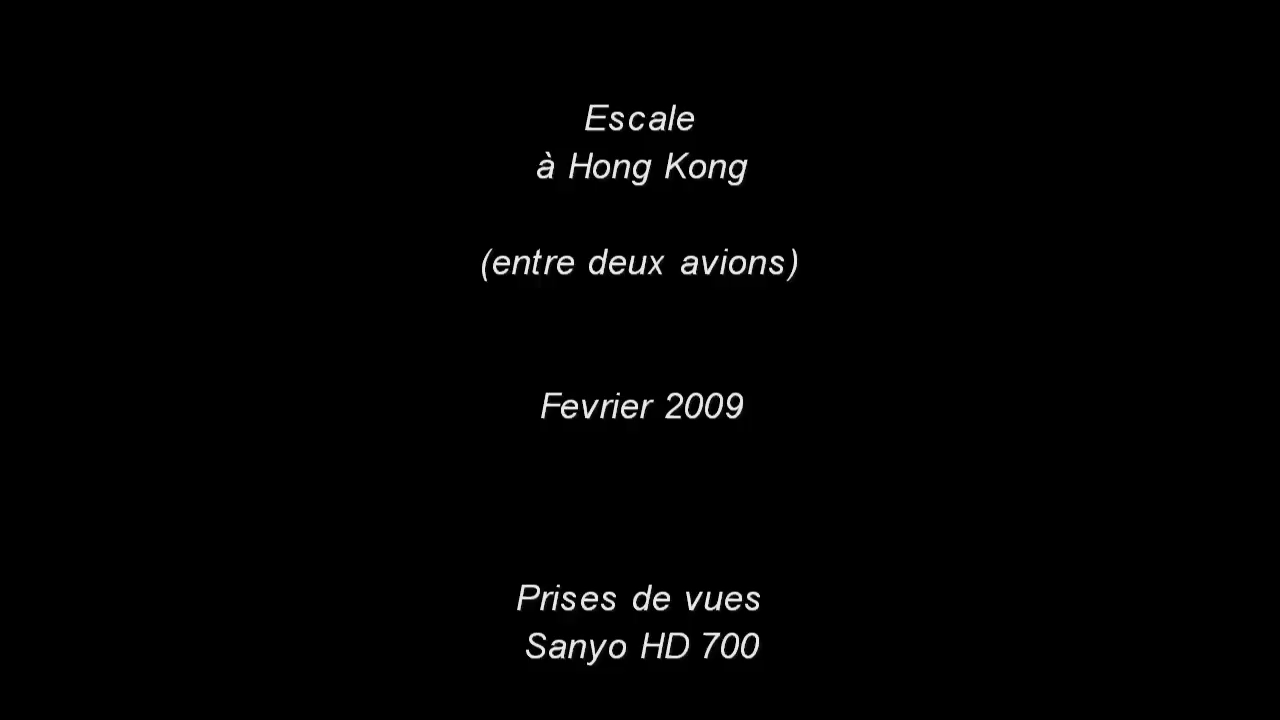 Escale
à Hong Kong
(entre deux avions)
Fevrier 2009
Prises de vues
Sanyo HD 700